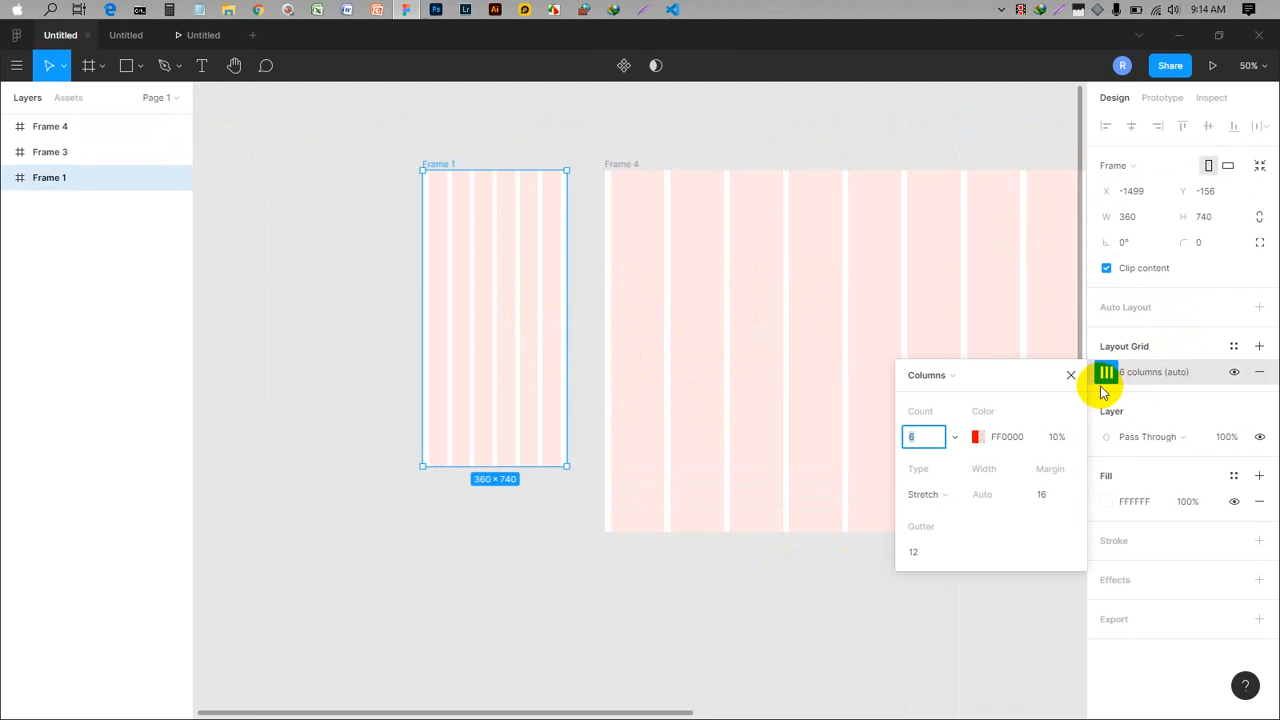 9:14 AM
Untitled
Untitled
Untitled
R
Share
50%
Layers
Assets
Page 1
Frame 4
Frame 3
Frame 1
Frame 1
Frame 4
360 × 740
Design
Prototype
Inspect
Frame
X -1499
Y -156
W 360
H 740
0°
0
Clip content
Auto Layout
Layout Grid
6 columns (auto)
Layer
Pass Through
100%
Fill
FFFFFF
100%
Stroke
Effects
Export
Columns
Count
Color
6
FF0000
10%
Type
Width
Margin
Stretch
Auto
16
Gutter
12
?